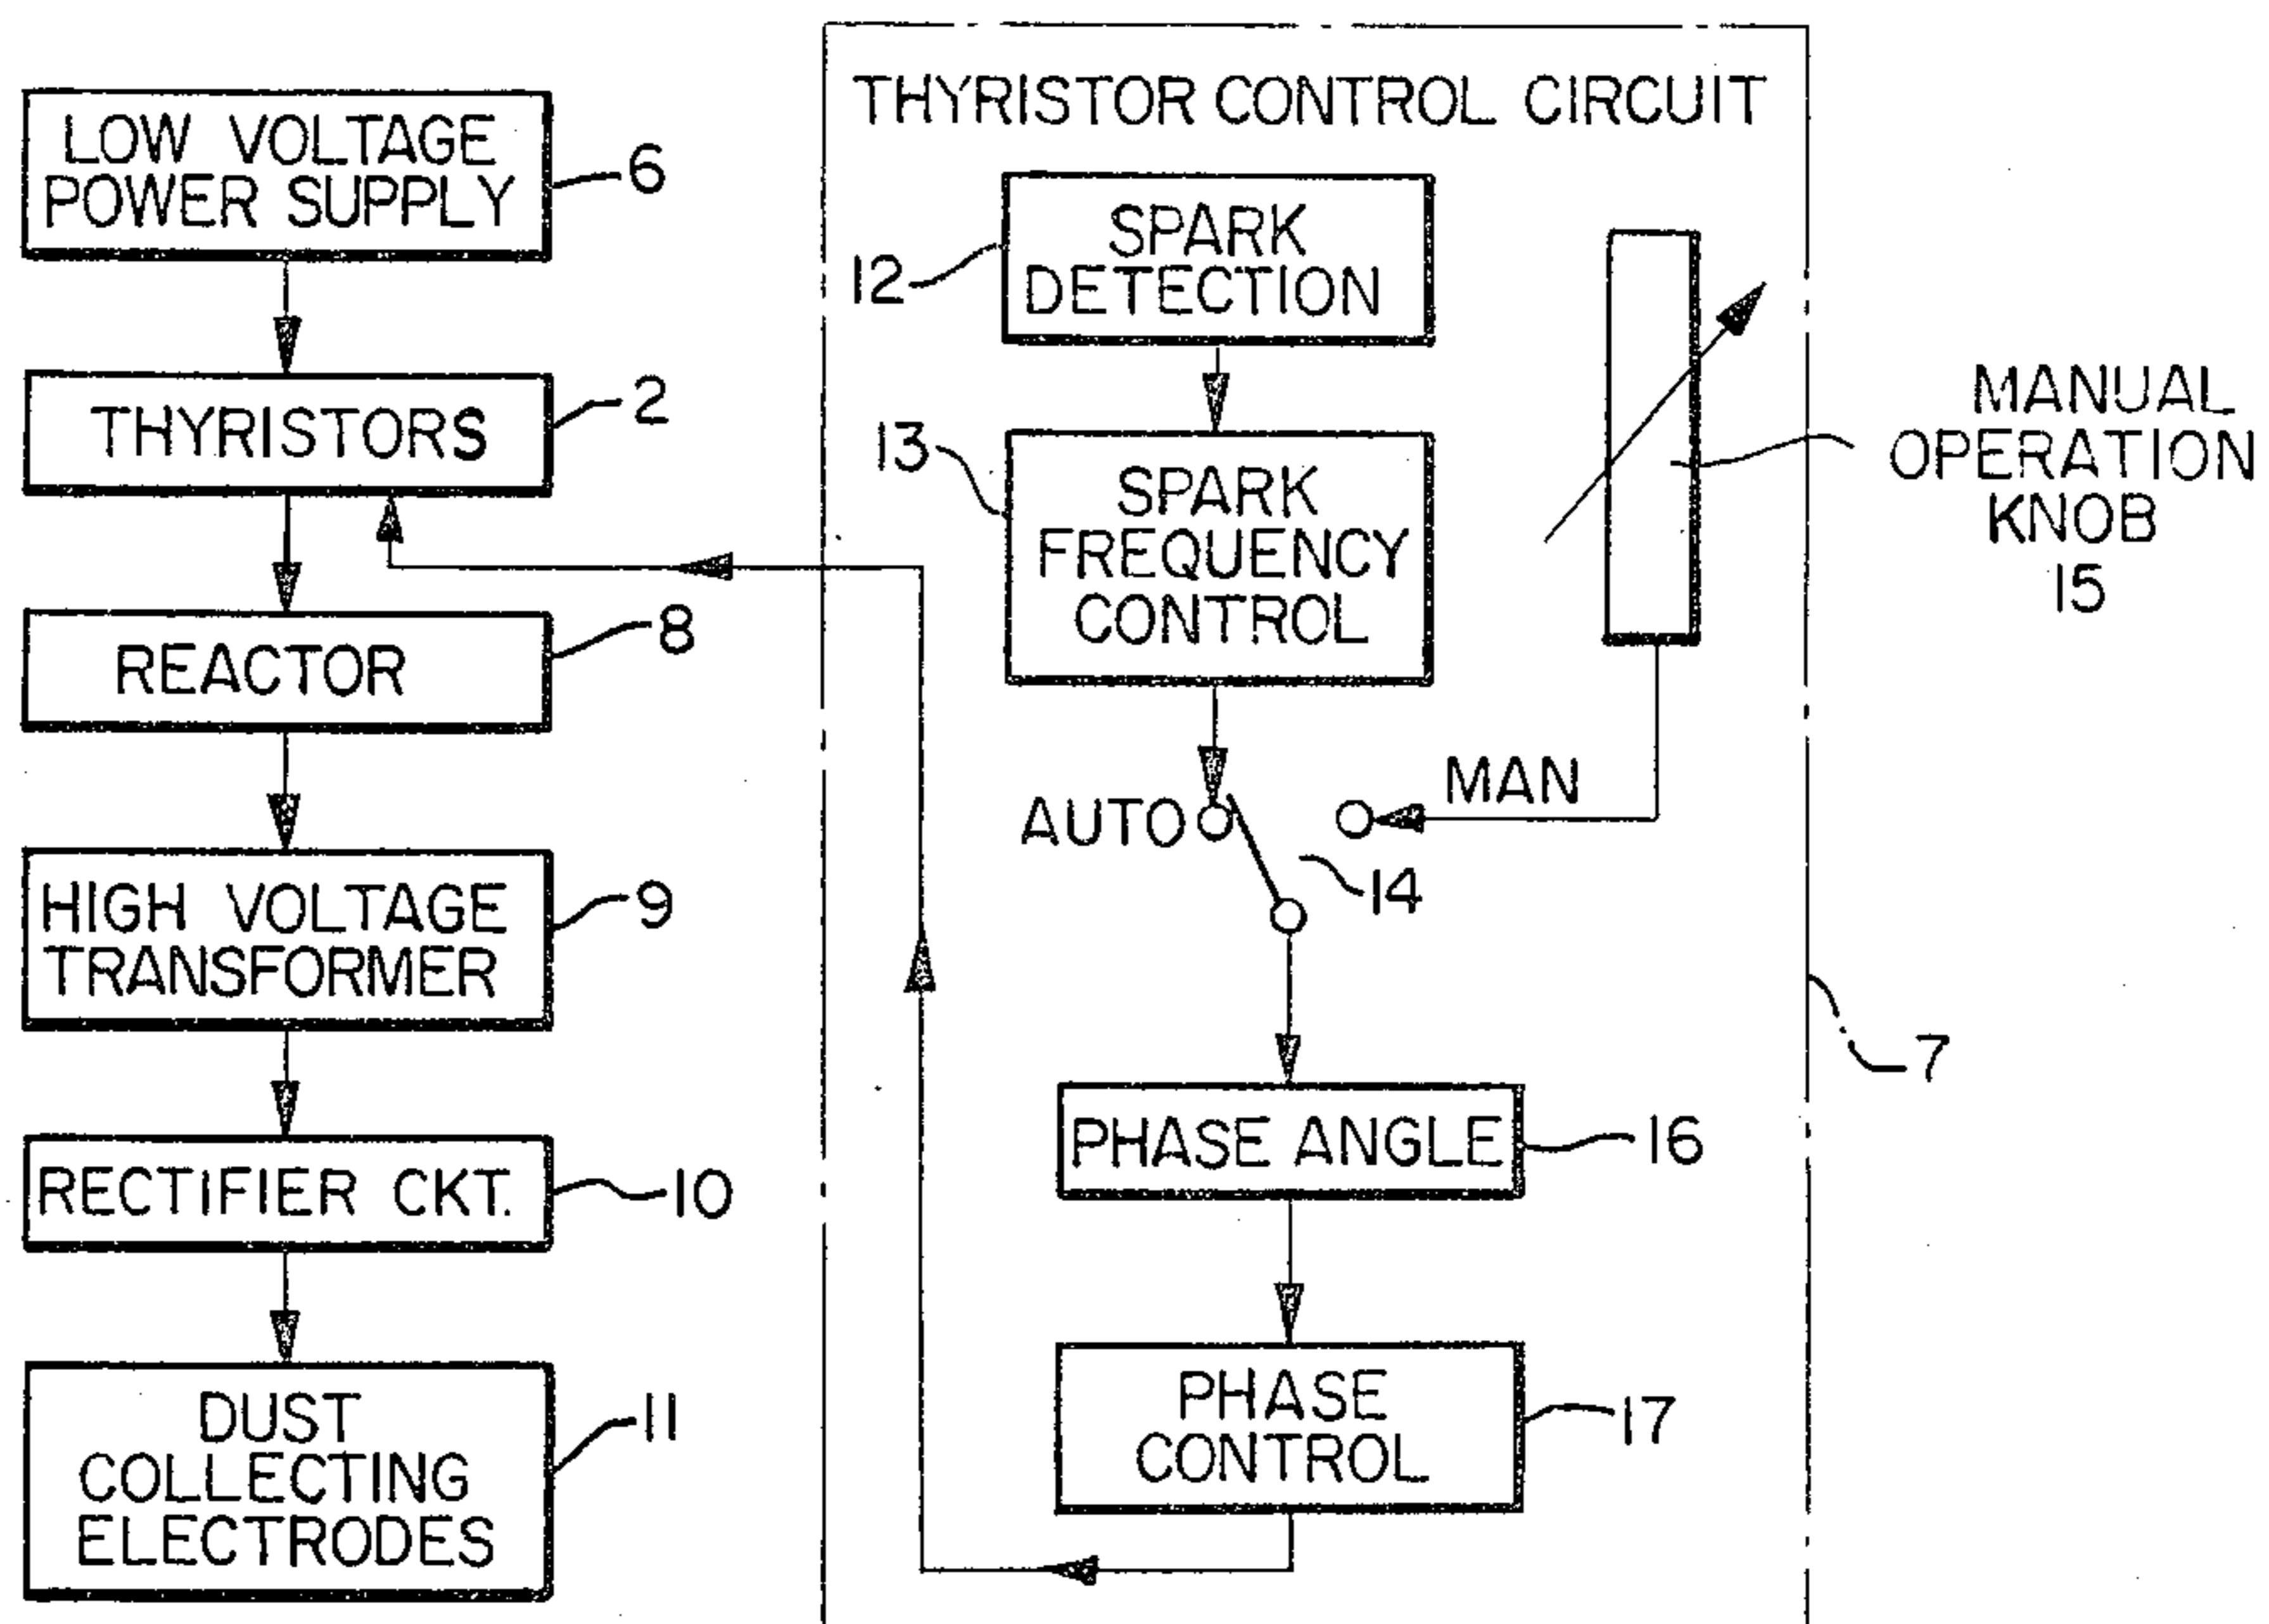 LOW VOLTAGE
POWER SUPPLY
6
THYRISTORS
2
REACTOR
8
HIGH VOLTAGE
TRANSFORMER
9
RECTIFIER CKT.
10
DUST
COLLECTING
ELECTRODES
11
THYRISTOR CONTROL CIRCUIT
SPARK
DETECTION
12
13
SPARK
FREQUENCY
CONTROL
MANUAL
OPERATION
KNOB
15
AUTO
MAN
14
7
PHASE ANGLE
16
PHASE
CONTROL
17